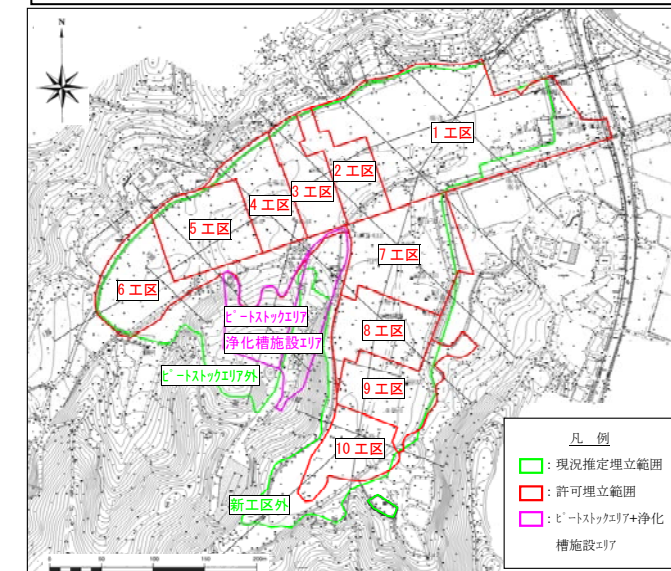 N
1 工区
2 工区
3 工区
4 工区
5 工区
6 工区
7 工区
ﾋﾞｰﾄストックｴﾘｱ
浄化槽施設ｴﾘｱ
8 工区
ﾋﾞｰﾄストックｴﾘｱ外
9 工区
10 工区
新工区外
凡 例
：現況推定埋立範囲
：許可埋立範囲
：ﾋﾞｰﾄストックｴﾘｱ+浄化
槽施設ｴﾘｱ
0 50 100 150 200m